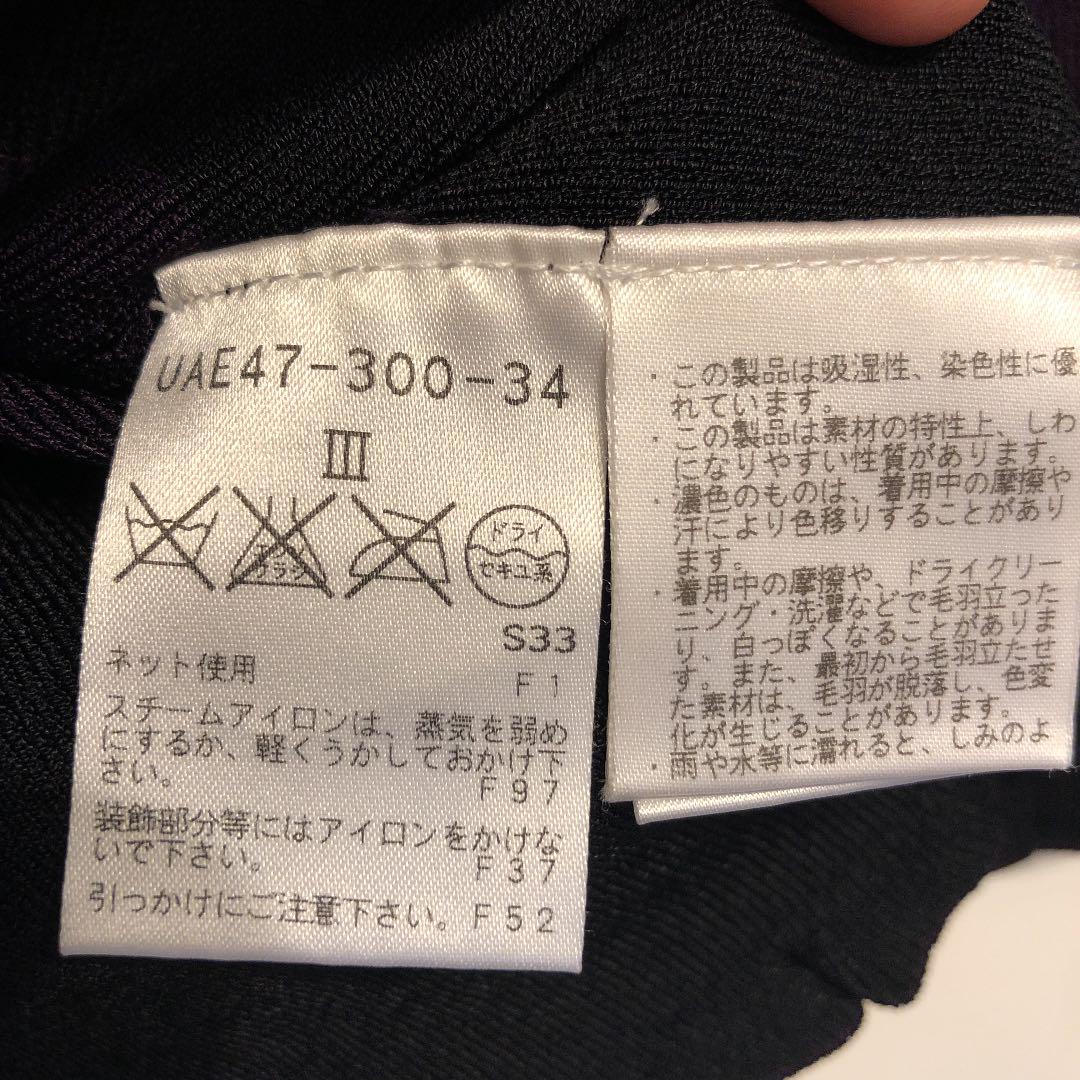 UAE47-300-34
III
エンソサラシ
ドライ
セキユ系
S33
ネット使用
F1
スチームアイロンは、蒸気を弱め
にするか、軽くうかしておかけ下
さい。 F97
装飾部分等にはアイロンをかけな
いで下さい。 F37
引っかけにご注意下さい。F52
・この製品は吸湿性、染色性に優
れています。
・この製品は素材の特性上、しわ
になりやすい性質があります。
・濃色のものは、着用中の摩擦や
汗により色移りすることがあり
ます。
・着用中の摩擦や、ドライクリー
ニング・洗濯などで毛羽立った
り、白っぽくなることがありま
す。また、最初から毛羽立たせ
た素材は、毛羽が脱落し、色変
化が生じることがあります。
・雨や水等に濡れると、しみのよ